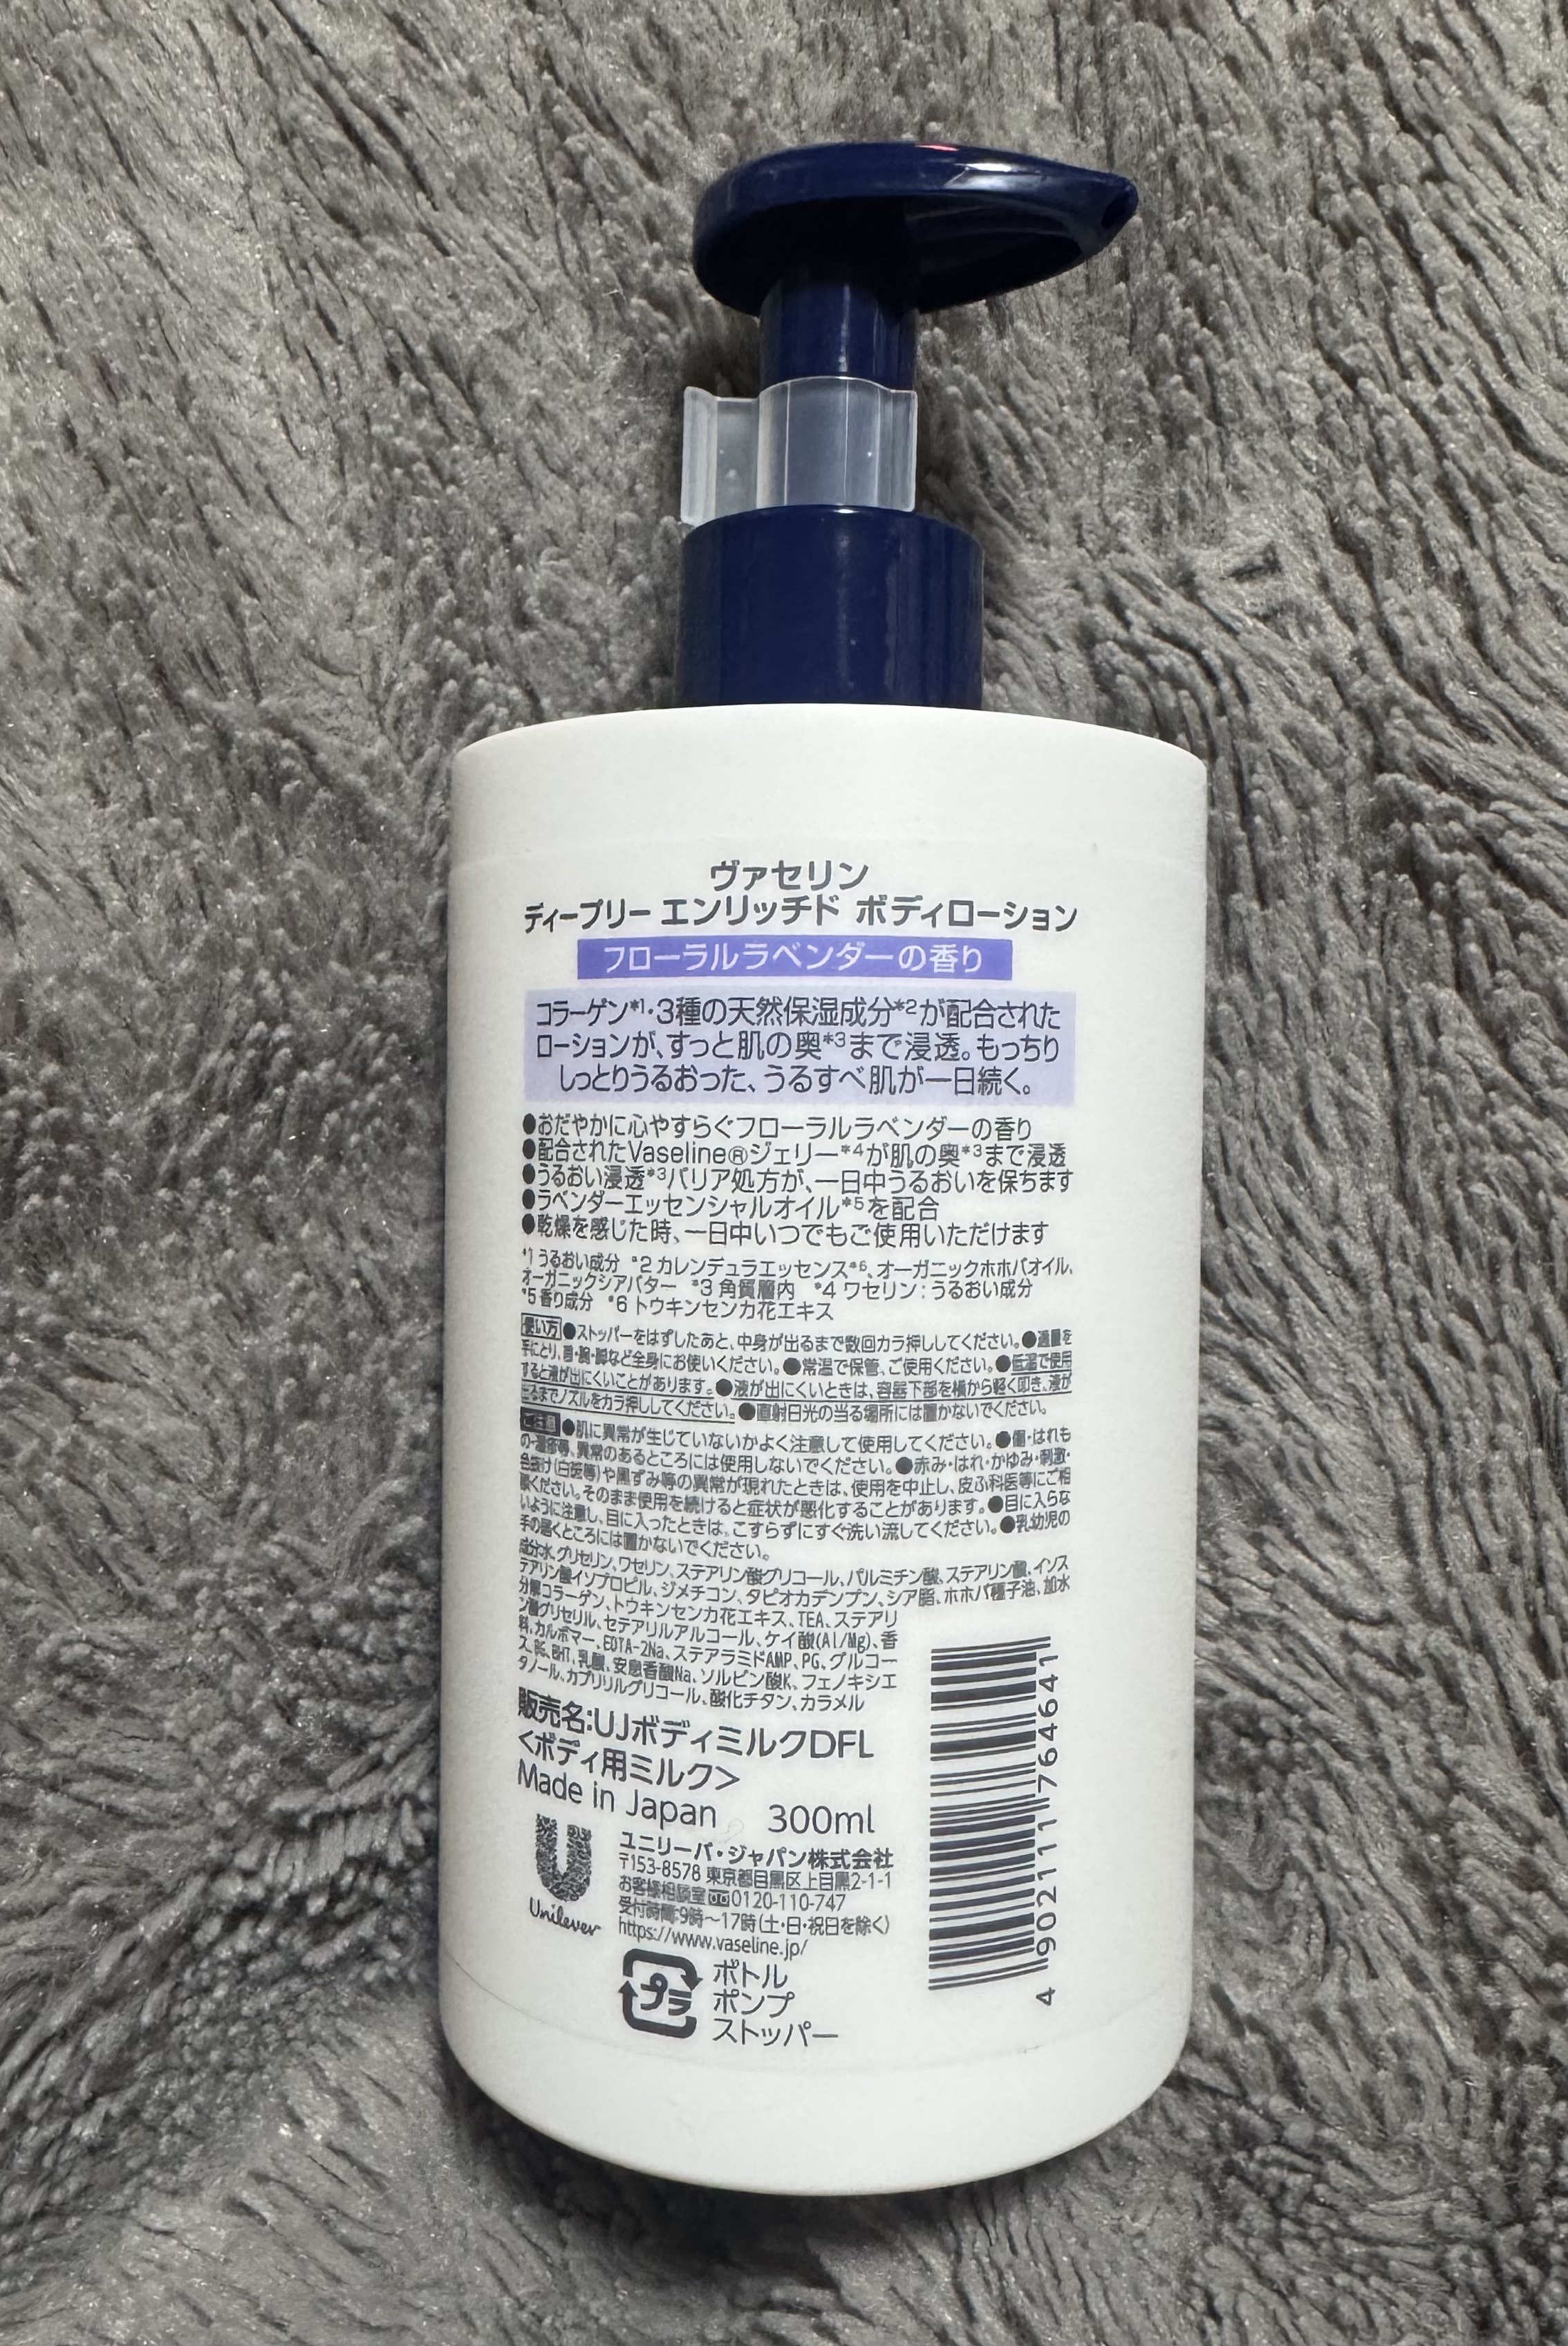 ヴァセリン
ディープリー エンリッチド ボディローション
フローラルラベンダーの香り
コラーゲン*1・3種の天然保湿成分*2が配合された
ローションが、すっと肌の奥*3まで浸透。もっちり
しっとりうるおった、うるすべ肌が一日続く。
●おだやかに心やすらぐフローラルラベンダーの香り
●配合されたVaseline®ジェリー*4が肌の奥*3まで浸透
●うるおい浸透*3バリア処方が、一日中うるおいを保ちます
●ラベンダーエッセンシャルオイル*5を配合
●乾燥を感じた時、一日中いつでもご使用いただけます
*1 うるおい成分 *2 カレンデュラエッセンス*6、オーガニックホホバオイル、
オーガニックシアバター *3 角質層内 *4 ワセリン：うるおい成分
*5 香り成分 *6 トウキンセンカ花エキス
使い方●ストッパーをはずしたあと、中身が出るまで数回カラ押ししてください。●適量を
手にとり、首・腕・脚など全身にお使いください。●常温で保管、ご使用ください。●低温で使用
すると液が出にくいことがあります。●液が出にくいときは、容器下部を横から軽く叩き、液が
出るまでノズルをカラ押ししてください。●直射日光の当る場所には置かないでください。
ご注意●肌に異常が生じていないかよく注意して使用してください。●傷・はれも
の・湿疹等、異常のあるところには使用しないでください。●赤み・はれ・かゆみ・刺激・
色抜け(白斑等)や黒ずみ等の異常が現れたときは、使用を中止し、皮ふ科医等にご相
談ください。そのまま使用を続けると症状が悪化することがあります。●目に入らな
いように注意し、目に入ったときは、こすらずにすぐ洗い流してください。●乳幼児の
手の届くところには置かないでください。
成分:水、グリセリン、ワセリン、ステアリン酸グリコール、パルミチン酸、ステアリン酸、イソス
テアリン酸イソプロピル、ジメチコン、タピオカデンプン、シア脂、ホホバ種子油、加水
分解コラーゲン、トウキンセンカ花エキス、TEA、ステアリ
ン酸グリセリル、セテアリルアルコール、ケイ酸(Al/Mg)、香
料、カルボマー、EDTA-2Na、ステアラミドAMP、PG、グルコー
ス、BG、BHT、乳酸、安息香酸Na、ソルビン酸K、フェノキシエ
タノール、カプリリルグリコール、酸化チタン、カラメル
販売名:UJボディミルクDFL
<ボディ用ミルク>
Made in Japan 300ml
Unilever
ユニリーバ・ジャパン株式会社
〒153-8578 東京都目黒区上目黒2-1-1
お客様相談室 0120-110-747
受付時間:9時～17時(土・日・祝日を除く)
https://www.vaseline.jp/
プラ
ボトル
ポンプ
ストッパー
4 902111 764641